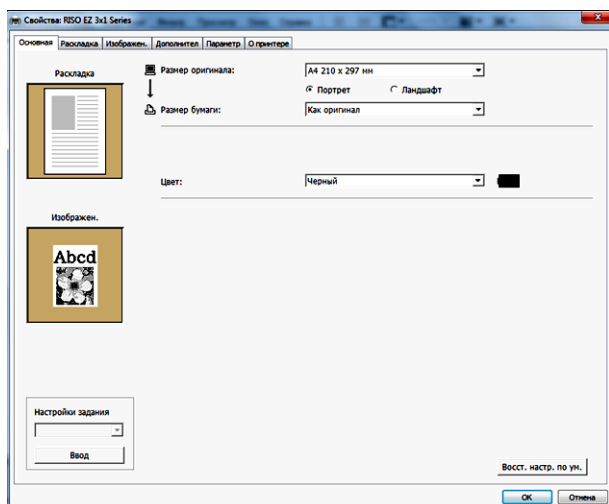 Свойства: RISO EZ 3x1 Series
Основная Раскладка Изображен. Дополнител Параметр О принтере
Раскладка
Размер оригинала: A4 210 x 297 мм
Портрет Ландшафт
Размер бумаги: Как оригинал
Цвет: Черный
Изображен.
Abcd
Настройки задания
Ввод
Восст. настр. по ум.
OK Отмена